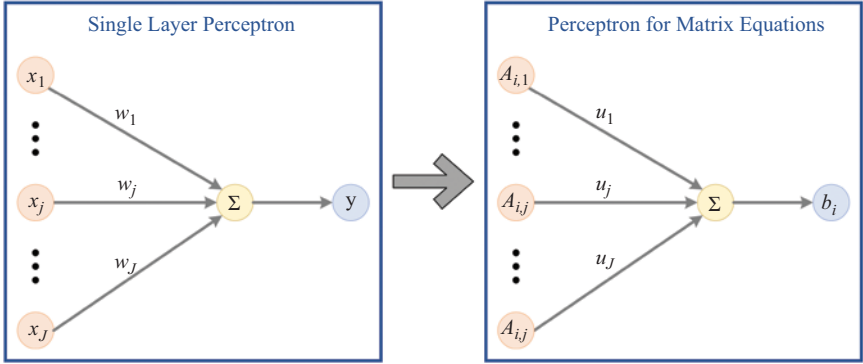 Single Layer Perceptron
x1
w1
xj
wj
Σ
y
wJ
xJ
Perceptron for Matrix Equations
Ai,1
u1
Ai,j
uj
Σ
bi
uJ
Ai,j